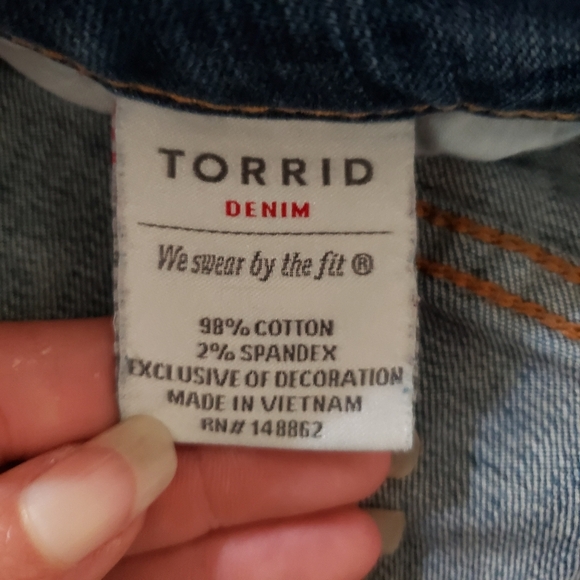 TORRID
DENIM
We swear by the fit ®
98% COTTON
2% SPANDEX
EXCLUSIVE OF DECORATION
MADE IN VIETNAM
RN# 148862